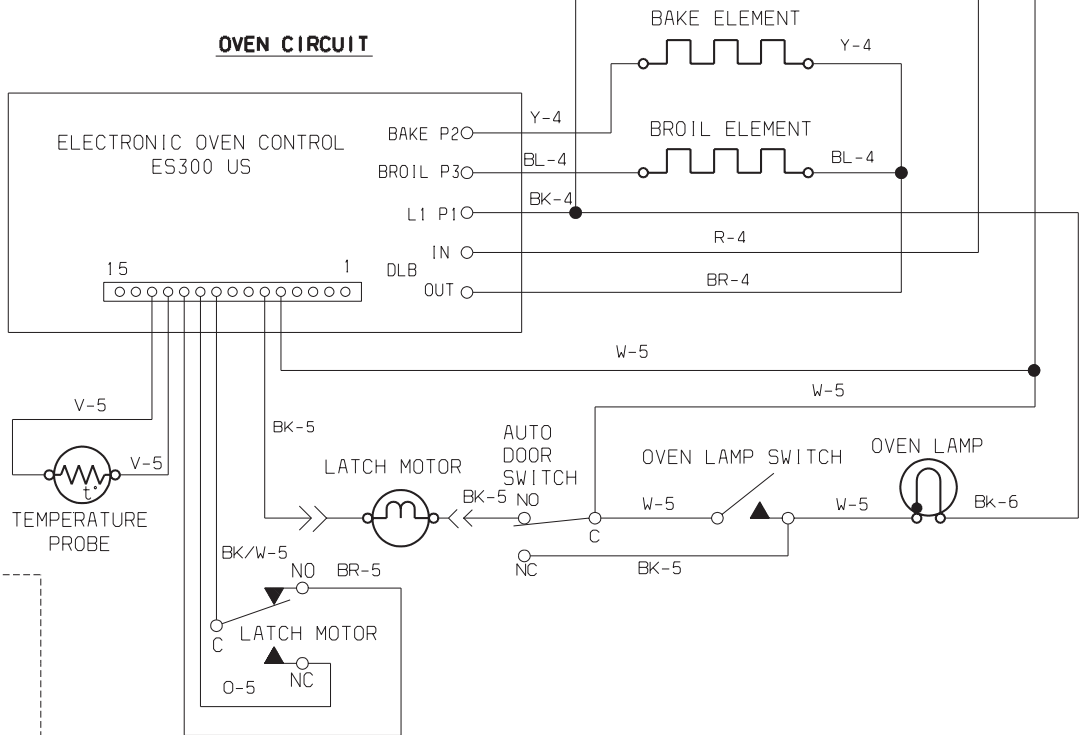 BAKE ELEMENT
OVEN CIRCUIT
Y-4
ELECTRONIC OVEN CONTROL
ES300 US
BAKE P2
Y-4
BROIL ELEMENT
BROIL P3
BL-4
BL-4
L1 P1
BK-4
IN
R-4
DLB
OUT
BR-4
15
1
W-5
W-5
V-5
V-5
t°
TEMPERATURE
PROBE
BK-5
LATCH MOTOR
BK-5
AUTO
DOOR
SWITCH
NO
C
NC
OVEN LAMP SWITCH
W-5
OVEN LAMP
W-5
Bk-6
BK-5
BK/W-5
NO
BR-5
C
LATCH MOTOR
NC
O-5